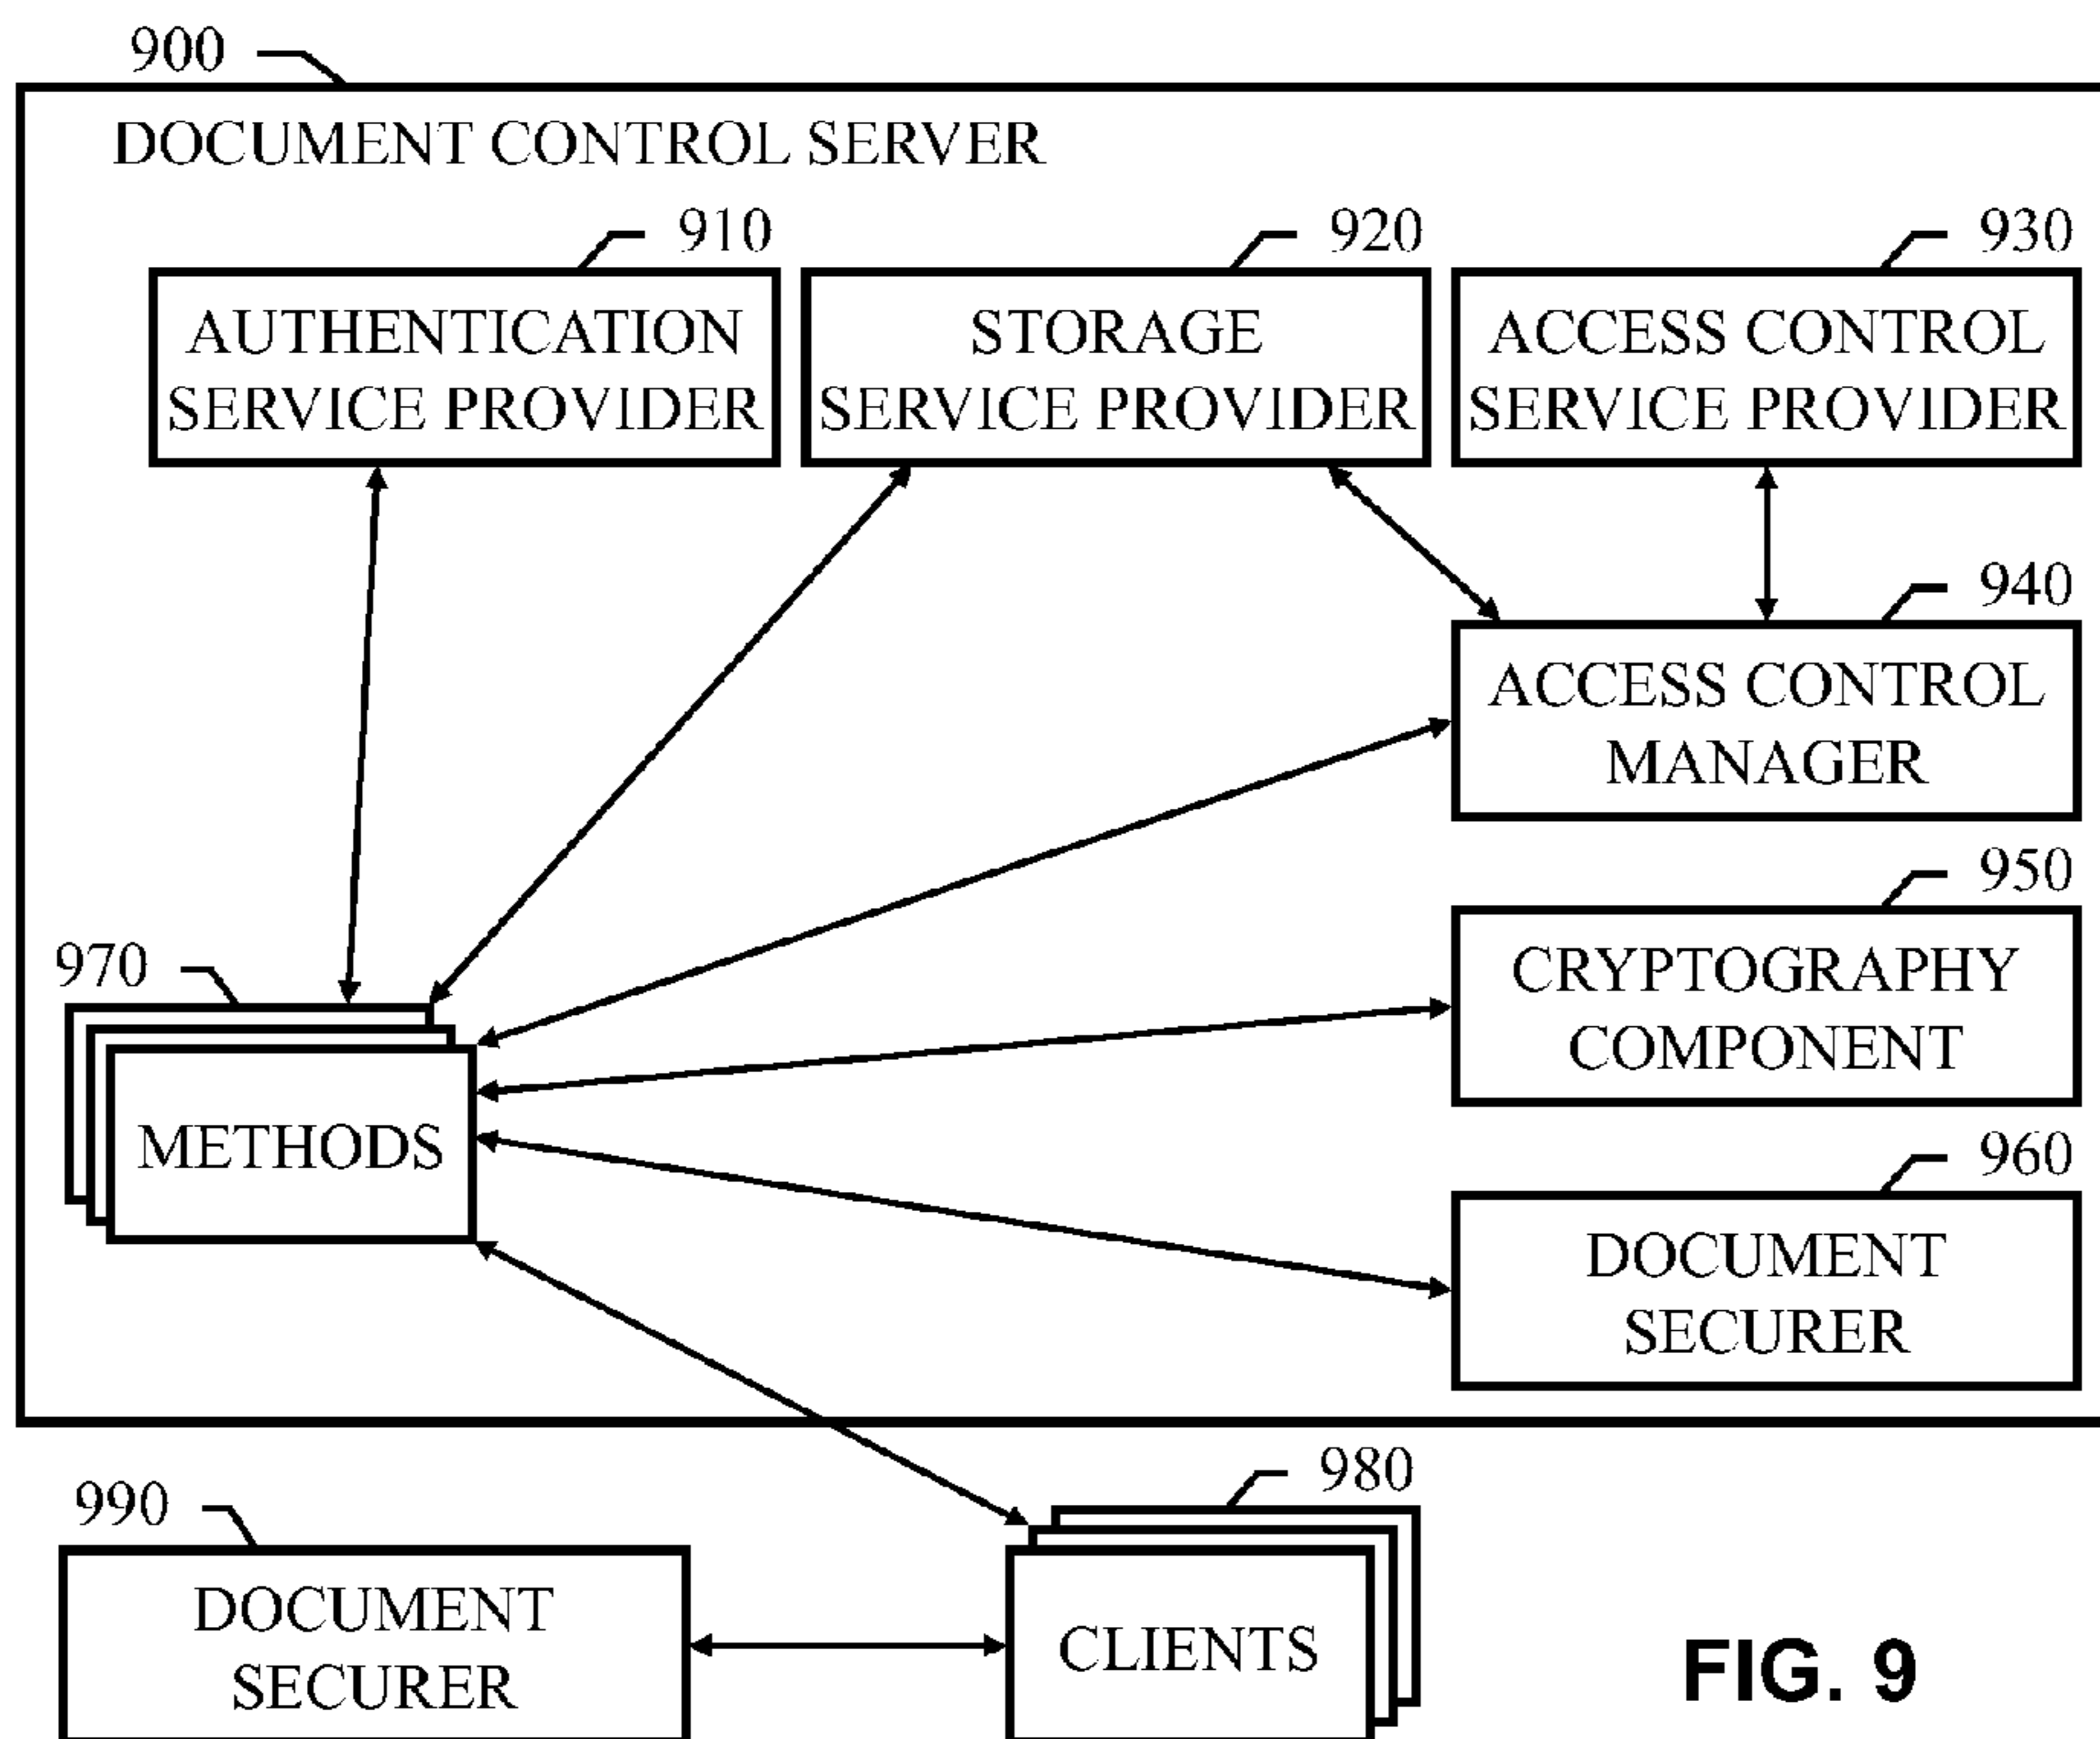 900
DOCUMENT CONTROL SERVER
910
920
930
AUTHENTICATION
SERVICE PROVIDER
STORAGE
SERVICE PROVIDER
ACCESS CONTROL
SERVICE PROVIDER
940
ACCESS CONTROL
MANAGER
950
CRYPTOGRAPHY
COMPONENT
970
METHODS
960
DOCUMENT
SECURER
980
990
DOCUMENT
SECURER
CLIENTS
FIG. 9